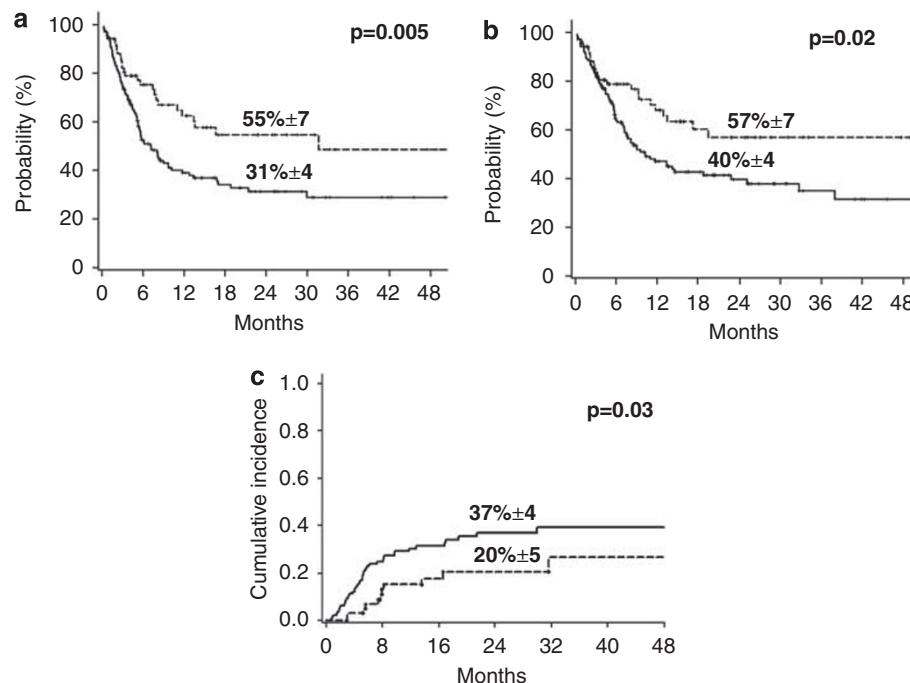 a
p=0.005
100
80
60
40
20
0
Probability (%)
55%±7
31%±4
0 6 12 18 24 30 36 42 48
Months
b
p=0.02
100
80
60
40
20
0
Probability (%)
57%±7
40%±4
0 6 12 18 24 30 36 42 48
Months
c
p=0.03
1.0
0.8
0.6
0.4
0.2
0.0
Cumulative incidence
37%±4
20%±5
0 8 16 24 32 40 48
Months